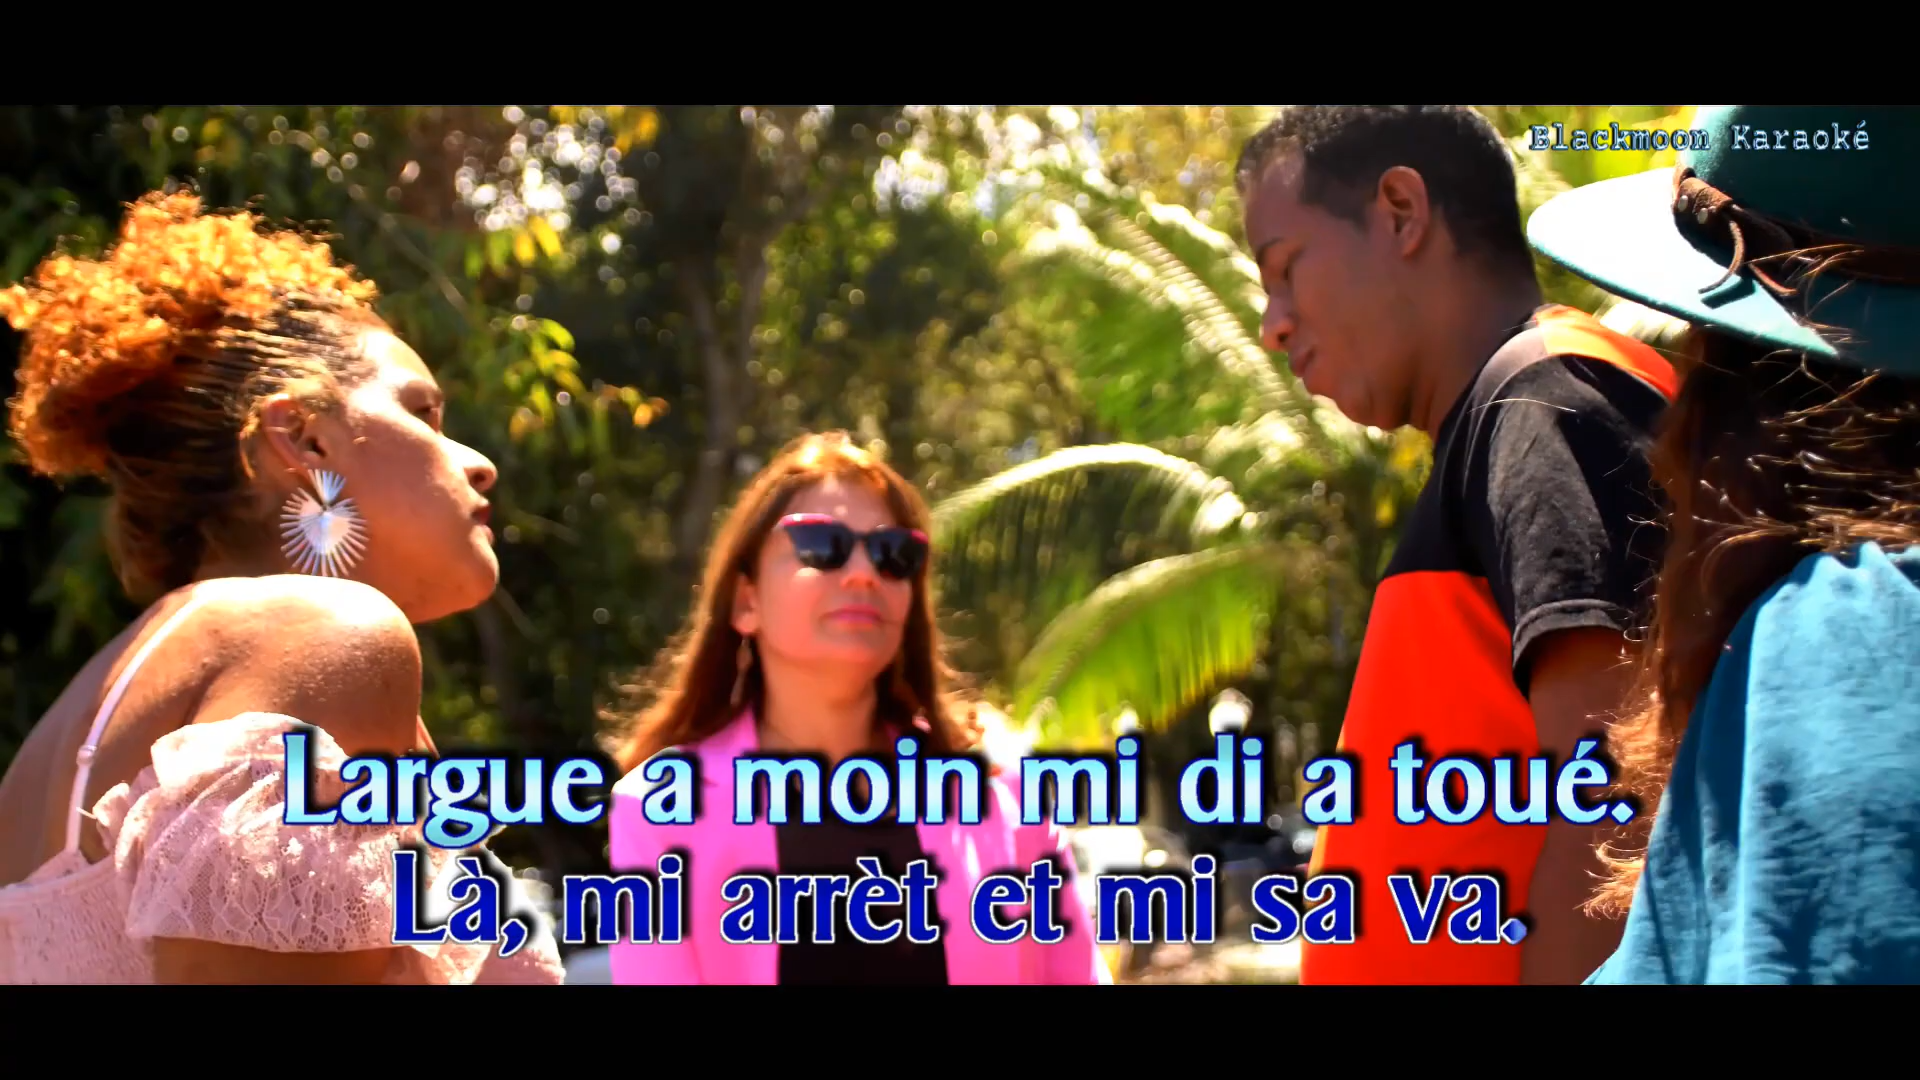 Blackmoon Karaoké
Largue a moin mi di a toué.
Là, mi arrèt et mi sa va.